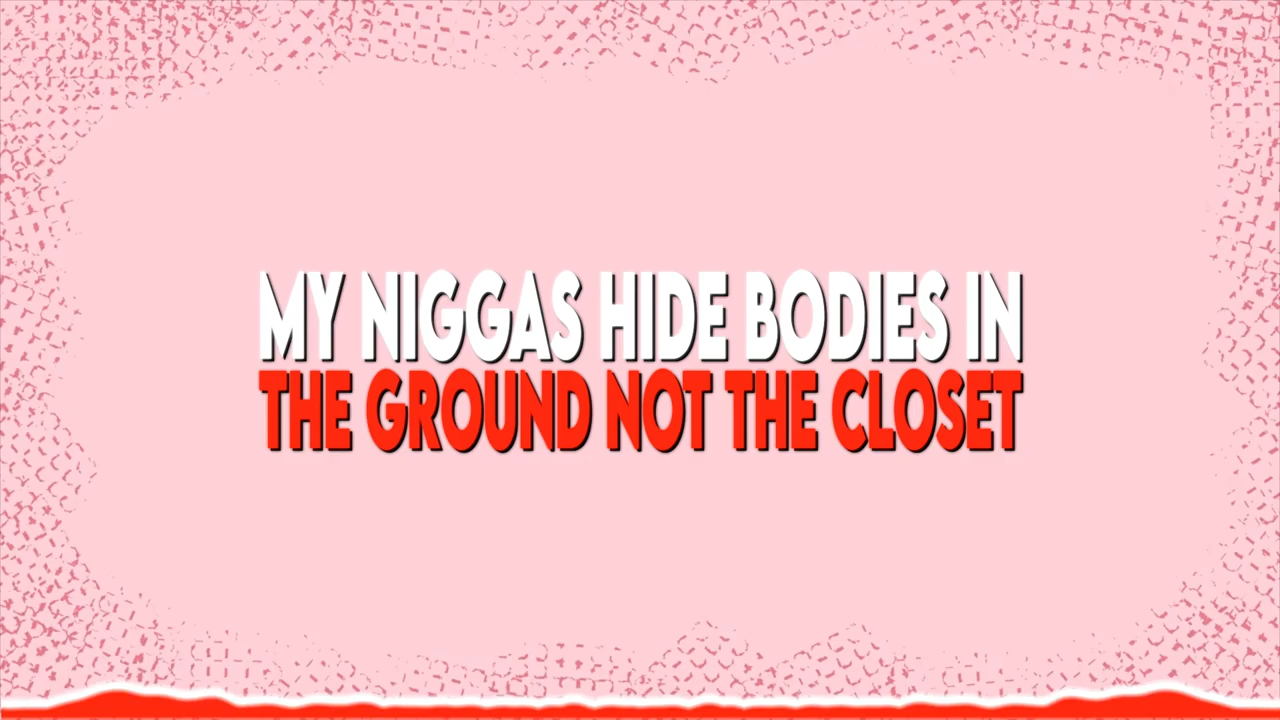 MY NIGGAS HIDE BODIES IN
THE GROUND NOT THE CLOSET